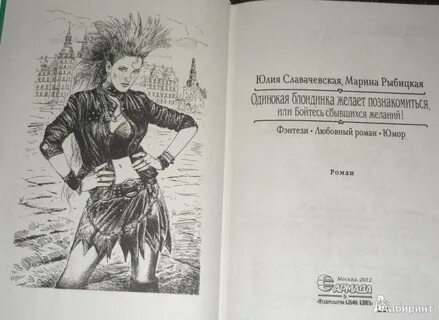 Юлия Славачевская, Марина Рыбицкая
Одинокая блондинка желает познакомиться,
или Бойтесь сбывшихся желаний!
Фэнтези • Любовный роман • Юмор
Роман
Москва, 2012
АРМАДА
&
«Издательство АЛЬФА-КНИГА»
Лабиринт